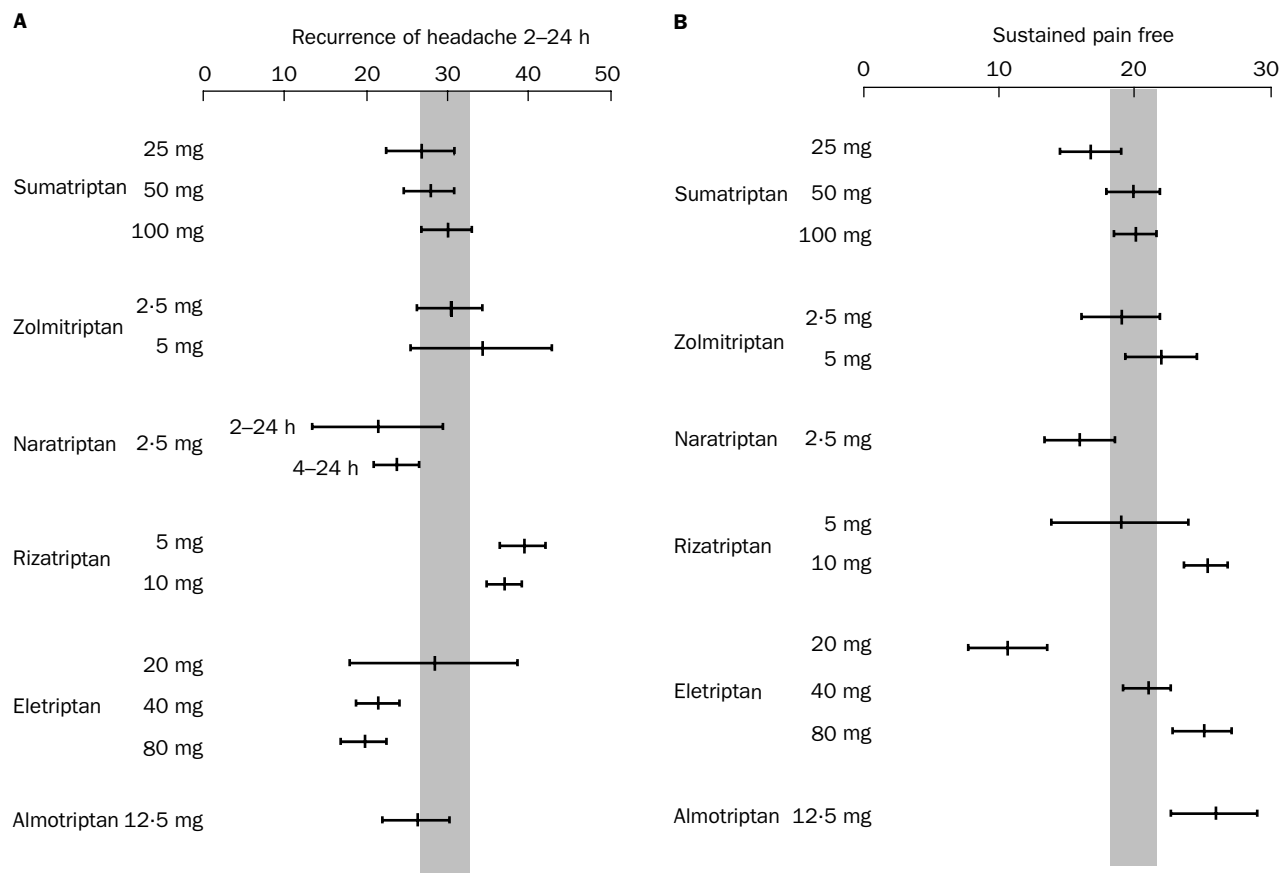 A
Recurrence of headache 2–24 h
0 10 20 30 40 50
25 mg
Sumatriptan 50 mg
100 mg
2·5 mg
Zolmitriptan
5 mg
2–24 h
Naratriptan 2·5 mg
4–24 h
5 mg
Rizatriptan
10 mg
20 mg
Eletriptan 40 mg
80 mg
Almotriptan 12·5 mg
B
Sustained pain free
0 10 20 30
25 mg
Sumatriptan 50 mg
100 mg
2·5 mg
Zolmitriptan
5 mg
Naratriptan 2·5 mg
5 mg
Rizatriptan
10 mg
20 mg
Eletriptan 40 mg
80 mg
Almotriptan 12·5 mg